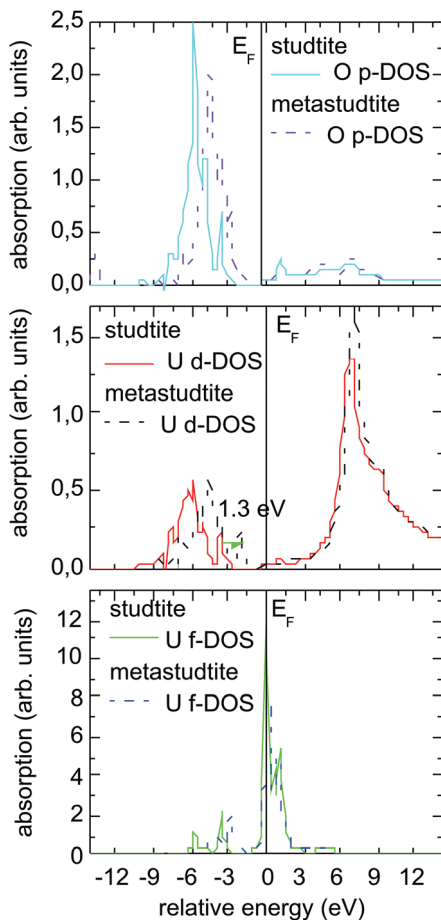 absorption (arb. units)
2,5
2,0
1,5
1,0
0,5
0,0
E_F
studtite
O p-DOS
metastudtite
O p-DOS
absorption (arb. units)
1,5
1,0
0,5
0,0
studtite
U d-DOS
metastudtite
U d-DOS
E_F
1.3 eV
absorption (arb. units)
12
10
8
6
4
2
0
studtite
U f-DOS
metastudtite
U f-DOS
E_F
-12 -9 -6 -3 0 3 6 9 12
relative energy (eV)